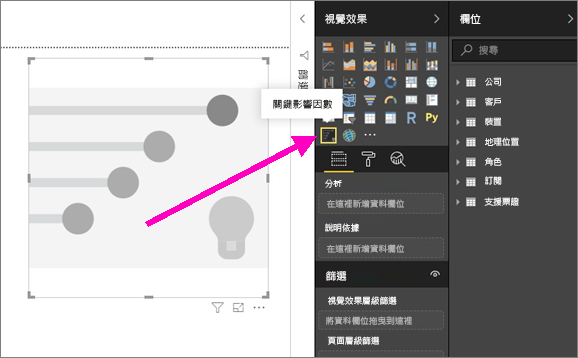 視覺效果
欄位
搜尋
篩選
關鍵影響因數
R
Py
公司
客戶
裝置
地理位置
角色
訂閱
支援票證
分析
在這裡新增資料欄位
說明依據
在這裡新增資料欄位
篩選
視覺效果層級篩選
將資料欄位拖曳到這裡
頁面層級篩選